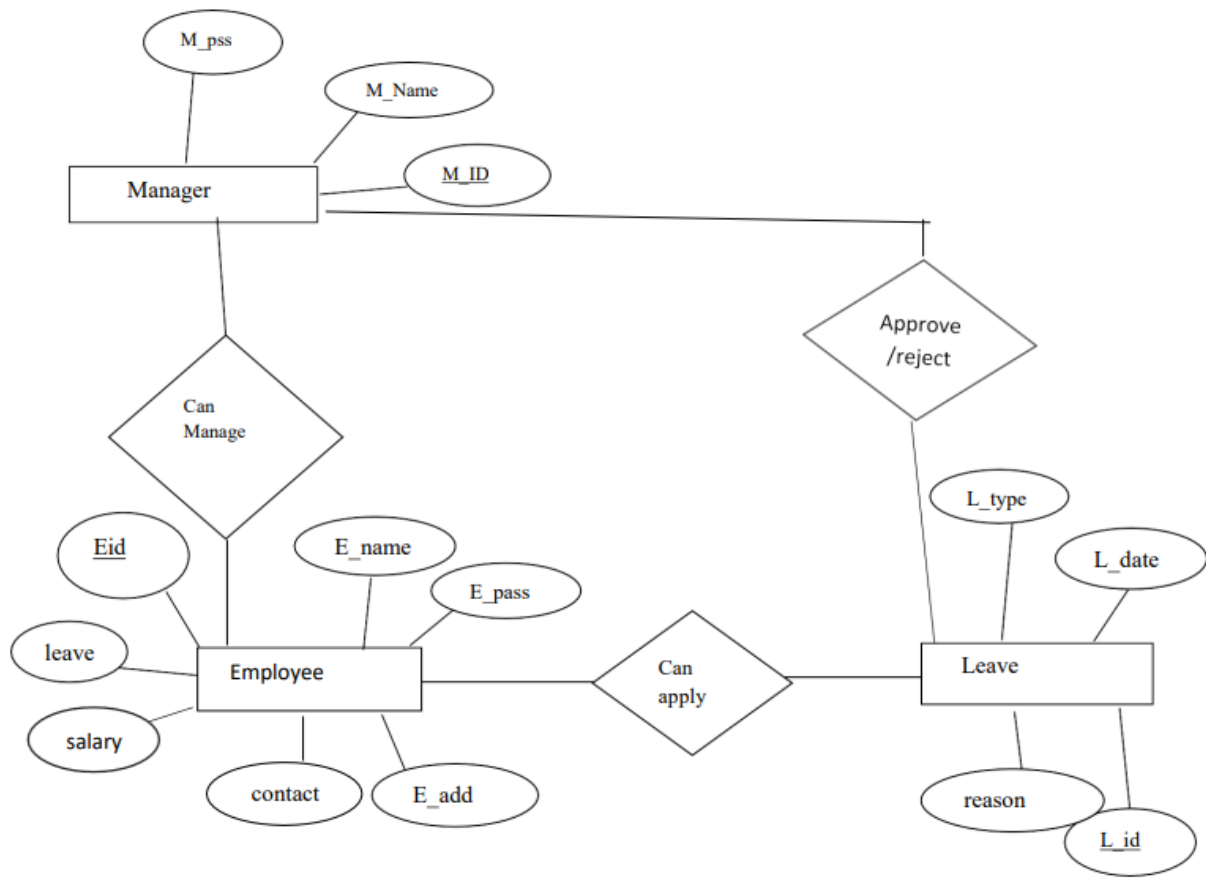 M_pss
M_Name
M_ID
Manager
Approve
/reject
Can
Manage
L_type
Eid
E_name
L_date
E_pass
leave
Employee
Can
apply
Leave
salary
contact
E_add
reason
L_id